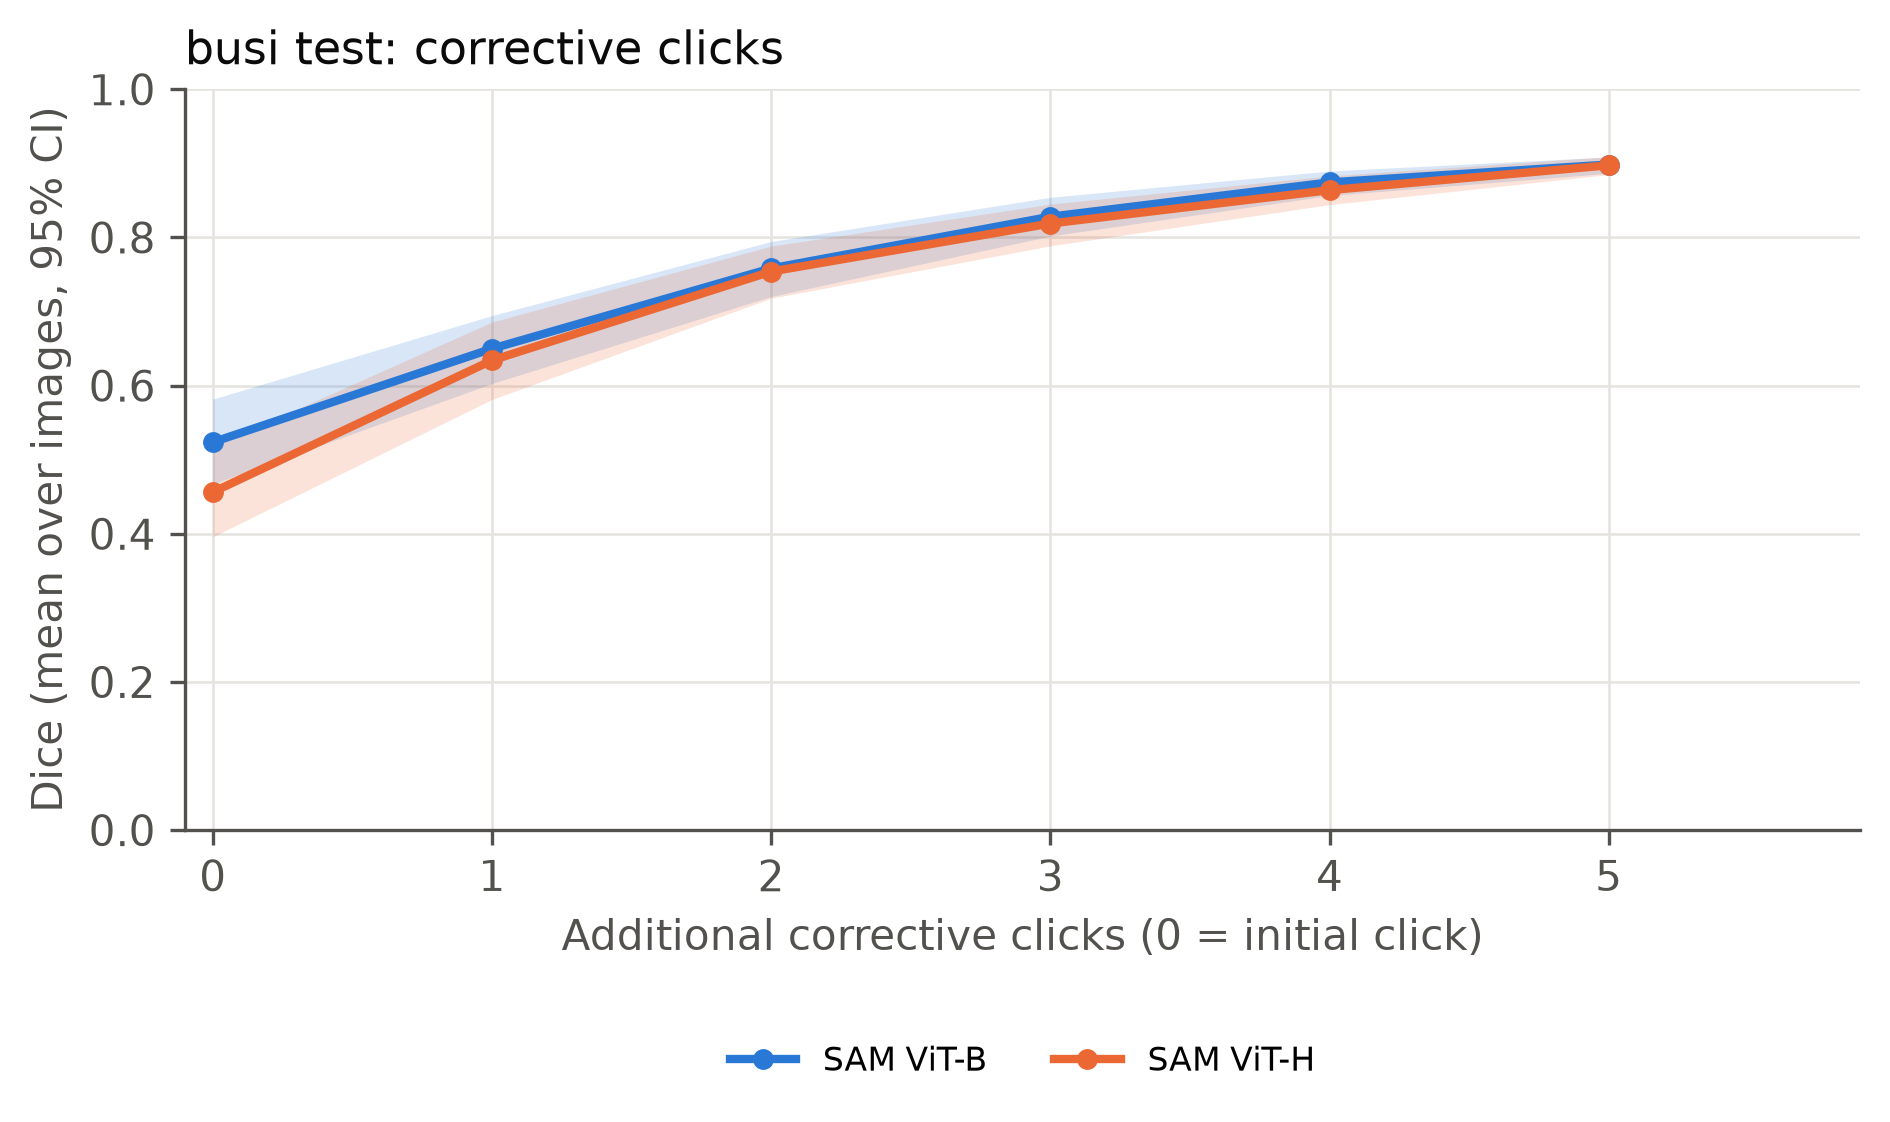 busi test: corrective clicks
Dice (mean over images, 95% CI)
1.0
0.8
0.6
0.4
0.2
0.0
0 1 2 3 4 5
Additional corrective clicks (0 = initial click)
SAM ViT-B SAM ViT-H